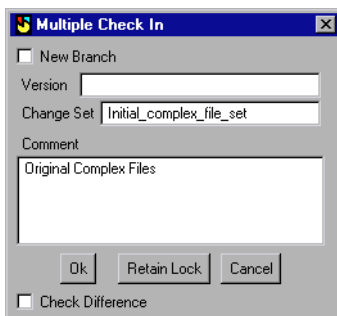 Multiple Check In
New Branch
Version
Change Set Initial_complex_file_set
Comment
Original Complex Files
Ok Retain Lock Cancel
Check Difference